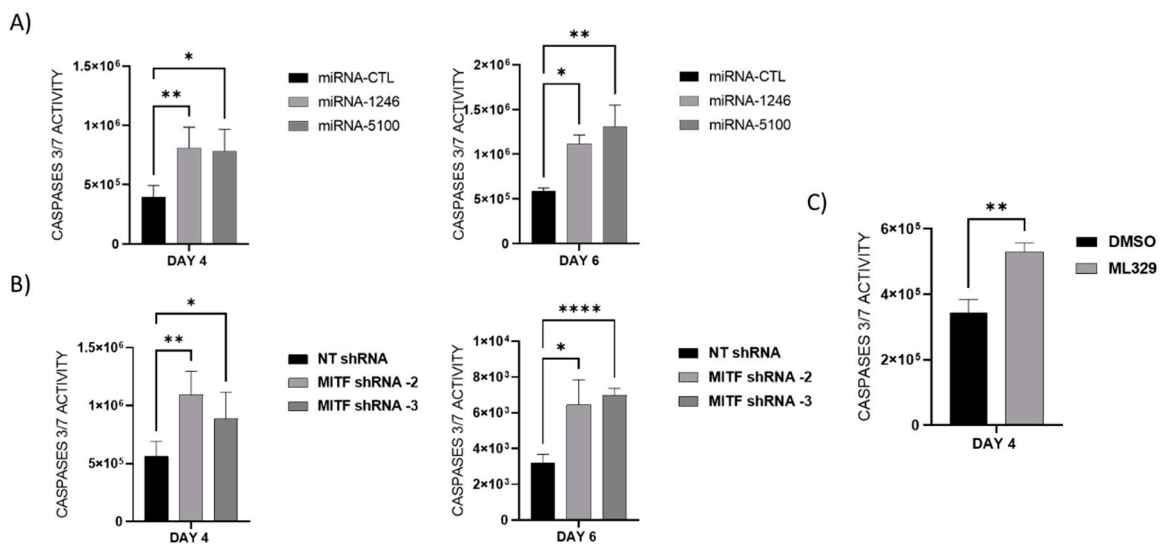 A)
CASPASES 3/7 ACTIVITY
1.5×10⁶
1×10⁶
5×10⁵
0
*
**
DAY 4
miRNA-CTL
miRNA-1246
miRNA-5100
CASPASES 3/7 ACTIVITY
2×10⁶
1×10⁶
1×10⁶
5×10⁵
0
**
*
DAY 6
miRNA-CTL
miRNA-1246
miRNA-5100
B)
CASPASES 3/7 ACTIVITY
1.5×10⁶
1×10⁶
5×10⁵
0
*
**
DAY 4
NT shRNA
MITF shRNA -2
MITF shRNA -3
CASPASES 3/7 ACTIVITY
1×10⁴
8×10³
6×10³
4×10³
2×10³
0
****
*
DAY 6
NT shRNA
MITF shRNA -2
MITF shRNA -3
C)
CASPASES 3/7 ACTIVITY
6×10⁵
4×10⁵
2×10⁵
0
**
DAY 4
DMSO
ML329